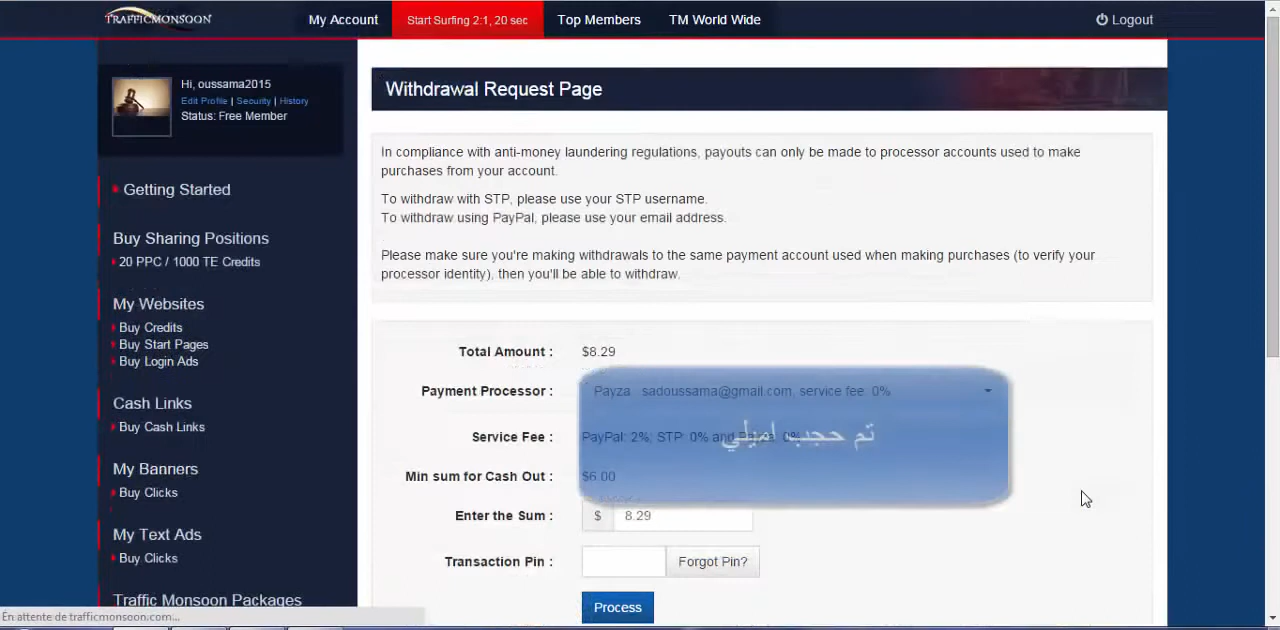 TRAFFICMONSOON
My Account
Start Surfing 2:1, 20 sec
Top Members
TM World Wide
Logout
Hi, oussama2015
Edit Profile | Security | History
Status: Free Member
Getting Started
Buy Sharing Positions
20 PPC / 1000 TE Credits
My Websites
Buy Credits
Buy Start Pages
Buy Login Ads
Cash Links
Buy Cash Links
My Banners
Buy Clicks
My Text Ads
Buy Clicks
Traffic Monsoon Packages
Withdrawal Request Page
In compliance with anti-money laundering regulations, payouts can only be made to processor accounts used to make
purchases from your account.
To withdraw with STP, please use your STP username.
To withdraw using PayPal, please use your email address.
Please make sure you're making withdrawals to the same payment account used when making purchases (to verify your
processor identity), then you'll be able to withdraw.
Total Amount : $8.29
Payment Processor : Payza sadoussama@gmail.com, service fee: 0%
Service Fee : PayPal: 2%; STP: 0% and Payza: 0%
تم حجب اميلي
Min sum for Cash Out : $6.00
Enter the Sum : $ 8.29
Transaction Pin : Forgot Pin?
Process
En attente de trafficmonsoon.com...